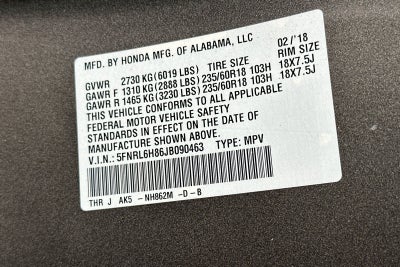 MFD. BY HONDA MFG. OF ALABAMA, LLC 02/'18
GVWR 2730 KG (6019 LBS) TIRE SIZE RIM SIZE
GAWR F 1310 KG (2888 LBS) 235/60R18 103H 18X7.5J
GAWR R 1465 KG (3230 LBS) 235/60R18 103H 18X7.5J
THIS VEHICLE CONFORMS TO ALL APPLICABLE
FEDERAL MOTOR VEHICLE SAFETY
STANDARDS IN EFFECT ON THE DATE OF
MANUFACTURE SHOWN ABOVE.
V.I.N.: 5FNRL6H86JB090463 TYPE: MPV
THR J AK5 -NH862M -D -B